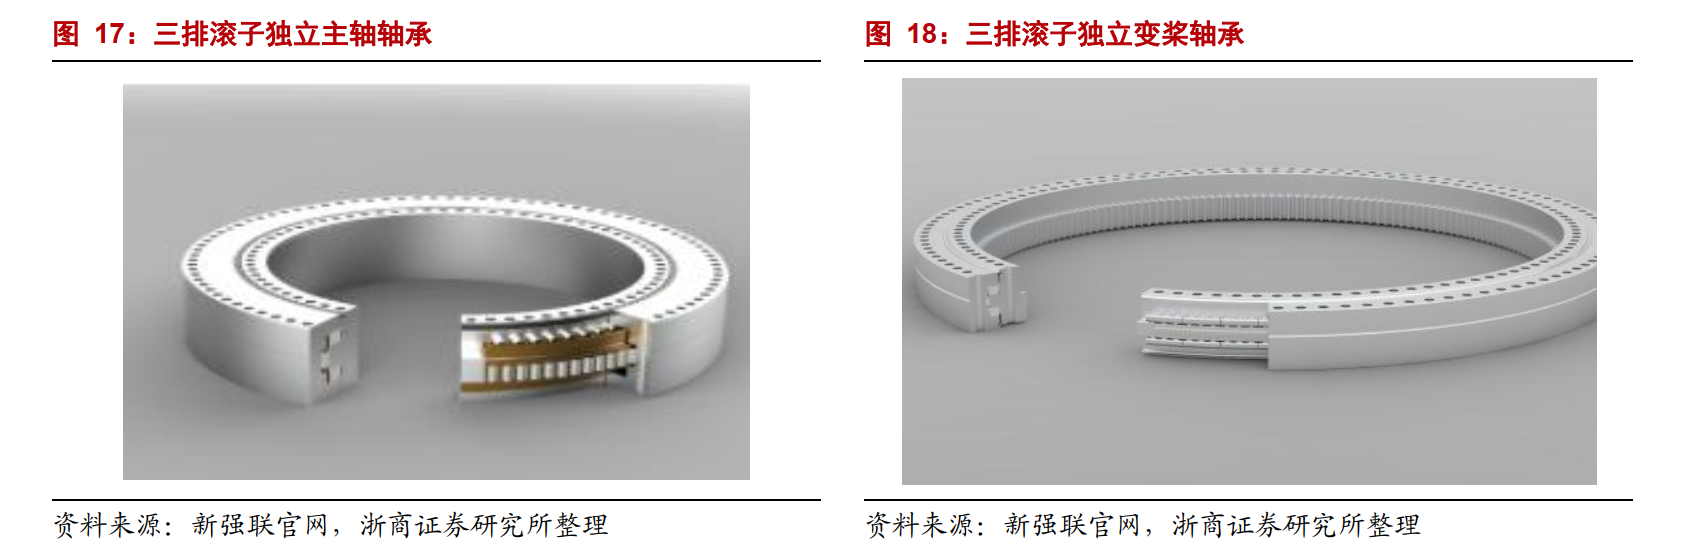 图 17：三排滚子独立主轴轴承
图 18：三排滚子独立变桨轴承
资料来源：新强联官网，浙商证券研究所整理
资料来源：新强联官网，浙商证券研究所整理